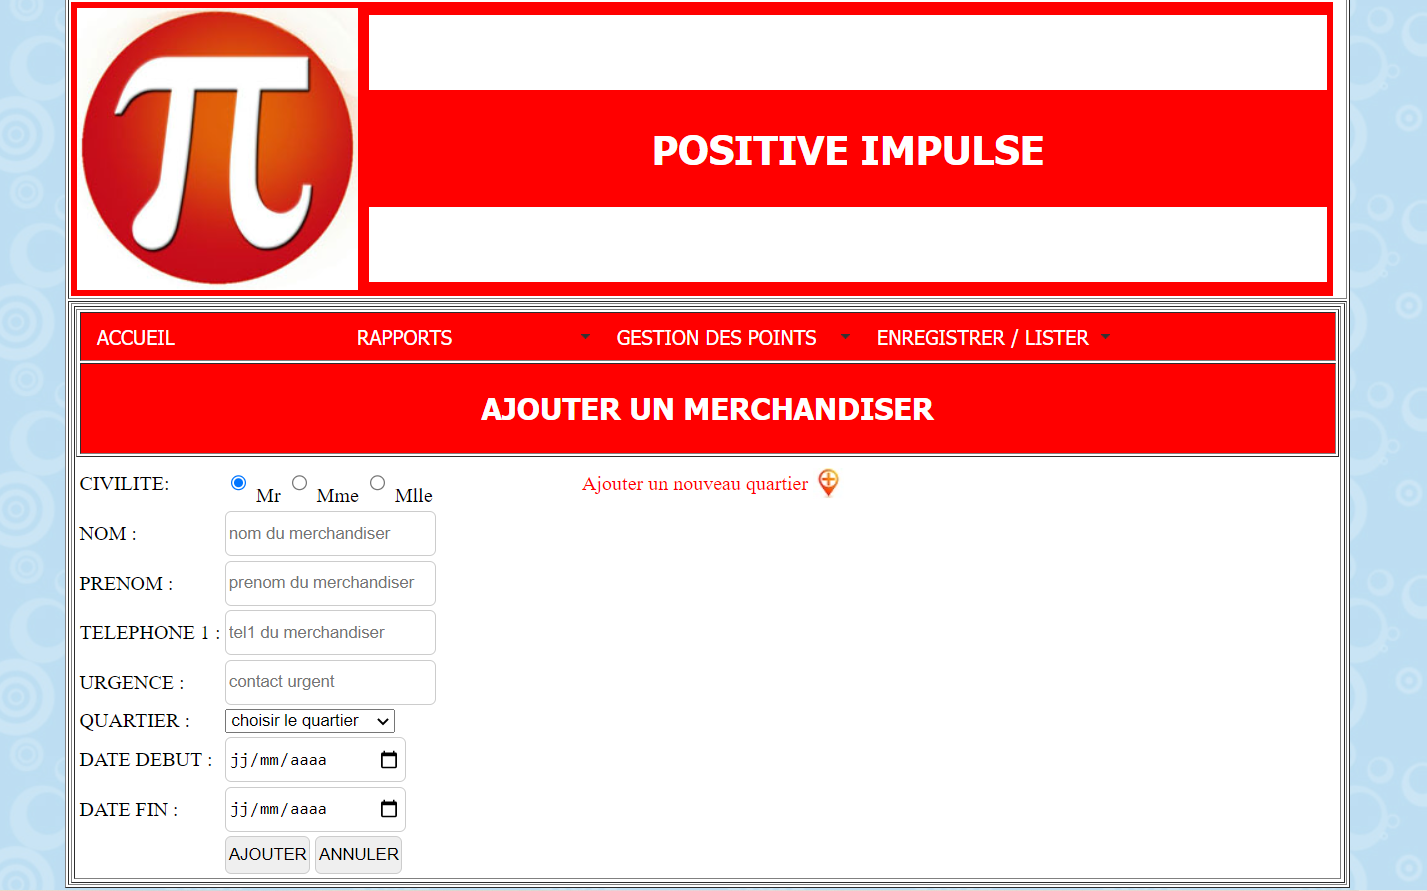 π
POSITIVE IMPULSE
ACCUEIL RAPPORTS GESTION DES POINTS ENREGISTRER / LISTER
AJOUTER UN MERCHANDISER
CIVILITE: Mr Mme Mlle Ajouter un nouveau quartier
NOM : nom du merchandiser
PRENOM : prenom du merchandiser
TELEPHONE 1 : tel1 du merchandiser
URGENCE : contact urgent
QUARTIER : choisir le quartier
DATE DEBUT : jj/mm/aaaa
DATE FIN : jj/mm/aaaa
AJOUTER ANNULER